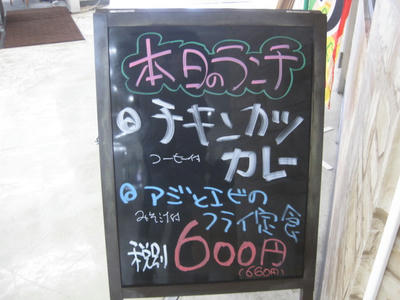 本日のランチ
チキンカツ
コーヒー付 カレー
アジとエビの
みそ汁付 フライ定食
税別 600円
(660円)